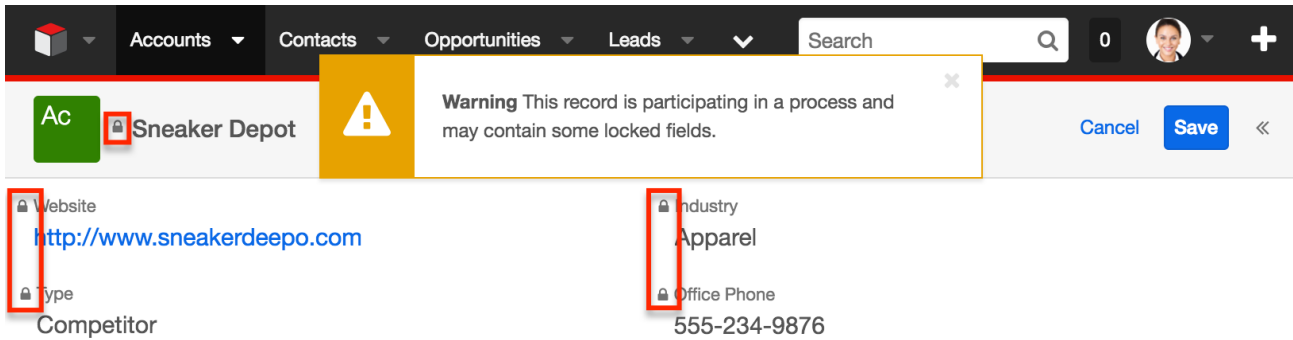 Accounts Contacts Opportunities Leads Search 0
Warning This record is participating in a process and
may contain some locked fields.
Ac
Sneaker Depot
Cancel Save
Website
http://www.sneakerdeepo.com
Industry
Apparel
Type
Competitor
Office Phone
555-234-9876